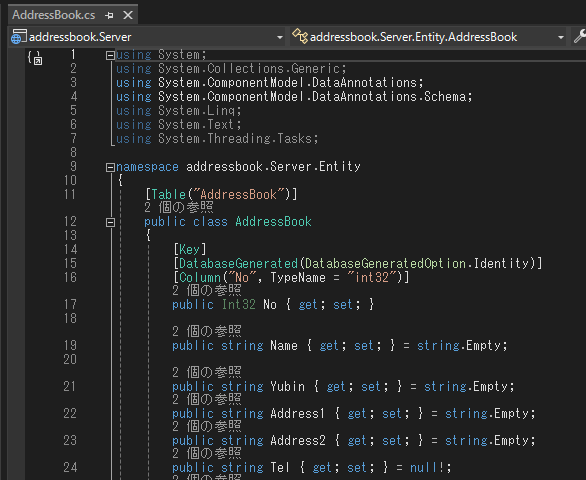 AddressBook.cs
addressbook.Server addressbook.Server.Entity.AddressBook
1 using System;
2 using System.Collections.Generic;
3 using System.ComponentModel.DataAnnotations;
4 using System.ComponentModel.DataAnnotations.Schema;
5 using System.Linq;
6 using System.Text;
7 using System.Threading.Tasks;
8
9 namespace addressbook.Server.Entity
10 {
11 [Table("AddressBook")]
2 個の参照
12 public class AddressBook
13 {
14 [Key]
15 [DatabaseGenerated(DatabaseGeneratedOption.Identity)]
16 [Column("No", TypeName = "int32")]
2 個の参照
17 public Int32 No { get; set; }
18
2 個の参照
19 public string Name { get; set; } = string.Empty;
20
2 個の参照
21 public string Yubin { get; set; } = string.Empty;
2 個の参照
22 public string Address1 { get; set; } = string.Empty;
2 個の参照
23 public string Address2 { get; set; } = string.Empty;
2 個の参照
24 public string Tel { get; set; } = null!;
2 個の参照